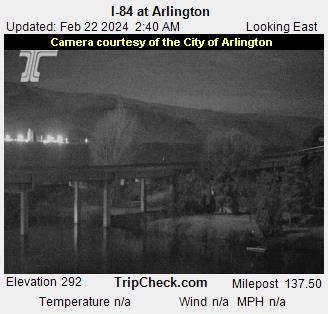 I-84 at Arlington
Updated: Feb 22 2024 2:40 AM Looking East
Camera courtesy of the City of Arlington
Elevation 292 TripCheck.com Milepost 137.50
Temperature n/a Wind n/a MPH n/a